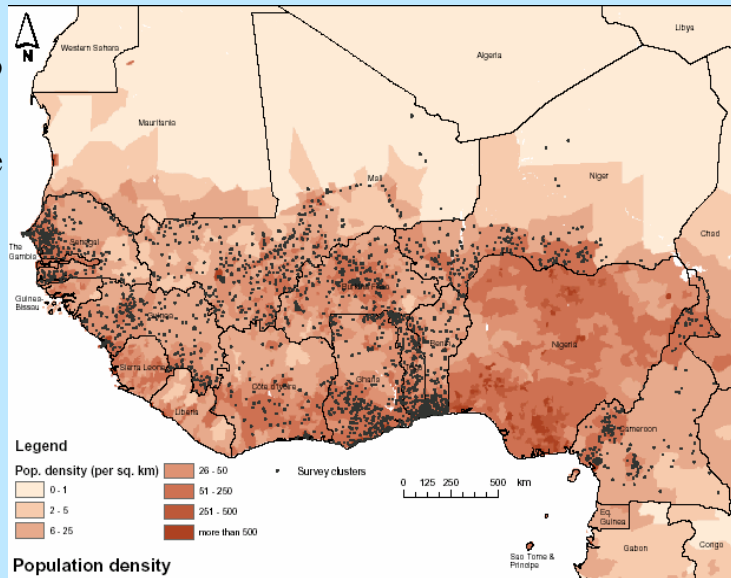 N
Western Sahara
Algeria
Libya
Mauritania
Mali
Niger
Chad
The
Gambia
Senegal
Guinea-
Bissau
Guinea
Sierra Leone
Liberia
Côte d'Ivoire
Ghana
Benin
Nigeria
Cameroon
Eq.
Guinea
Gabon
Congo
Sao Tome &
Principe
Legend
Pop. density (per sq. km)
0 - 1
2 - 5
6 - 25
26 - 50
51 - 250
251 - 500
more than 500
Survey clusters
0 125 250 500 km
Population density